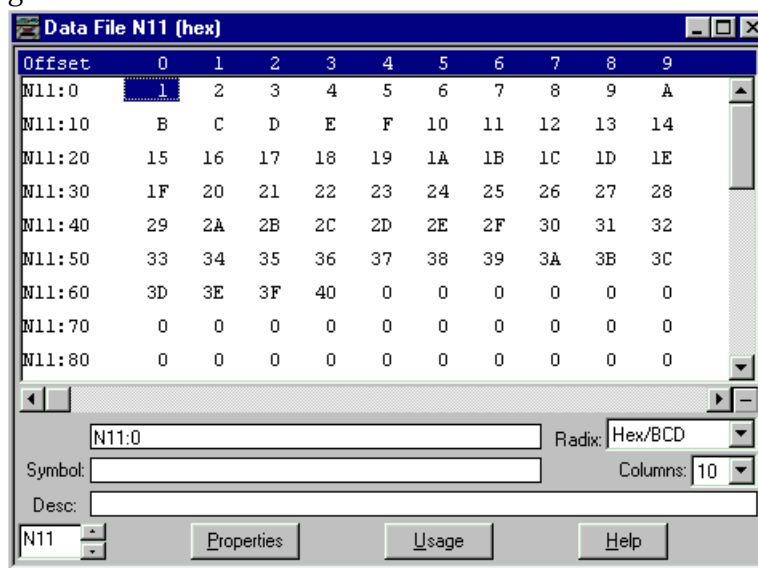 Data File N11 (hex)
Offset 0 1 2 3 4 5 6 7 8 9
N11:0 1 2 3 4 5 6 7 8 9 A
N11:10 B C D E F 10 11 12 13 14
N11:20 15 16 17 18 19 1A 1B 1C 1D 1E
N11:30 1F 20 21 22 23 24 25 26 27 28
N11:40 29 2A 2B 2C 2D 2E 2F 30 31 32
N11:50 33 34 35 36 37 38 39 3A 3B 3C
N11:60 3D 3E 3F 40 0 0 0 0 0 0
N11:70 0 0 0 0 0 0 0 0 0 0
N11:80 0 0 0 0 0 0 0 0 0 0
N11:0 Radix: Hex/BCD
Symbol: Columns: 10
Desc:
N11 Properties Usage Help